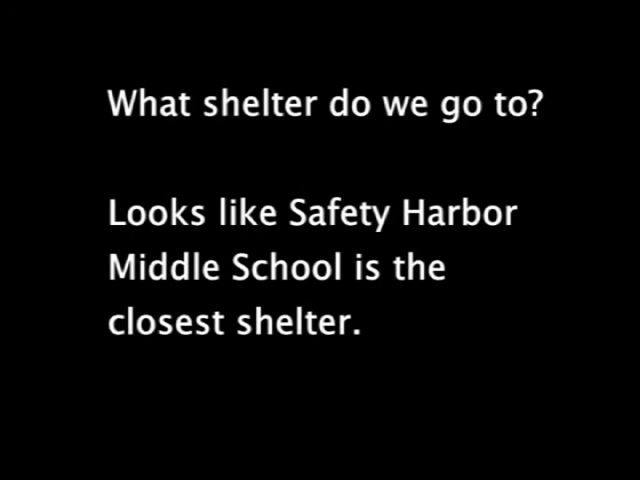 What shelter do we go to?
Looks like Safety Harbor
Middle School is the
closest shelter.